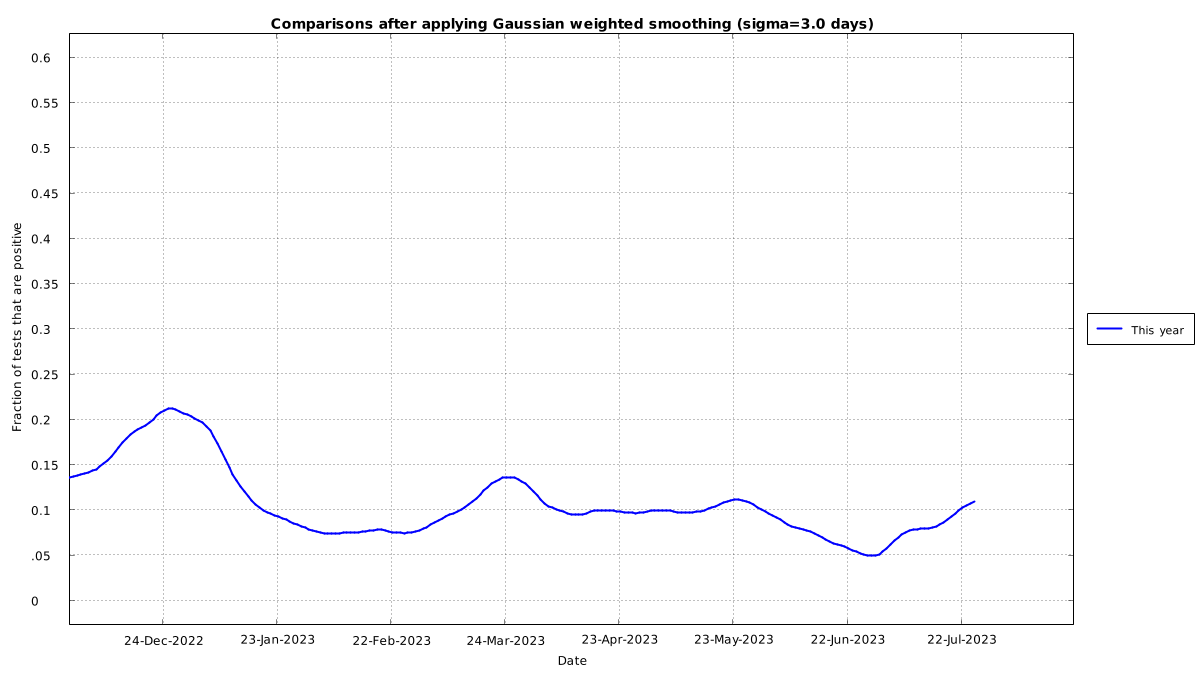 Comparisons after applying Gaussian weighted smoothing (sigma=3.0 days)
0.6
0.55
0.5
0.45
0.4
0.35
0.3
0.25
0.2
0.15
0.1
.05
0
Fraction of tests that are positive
This year
24-Dec-2022 23-Jan-2023 22-Feb-2023 24-Mar-2023 23-Apr-2023 23-May-2023 22-Jun-2023 22-Jul-2023
Date